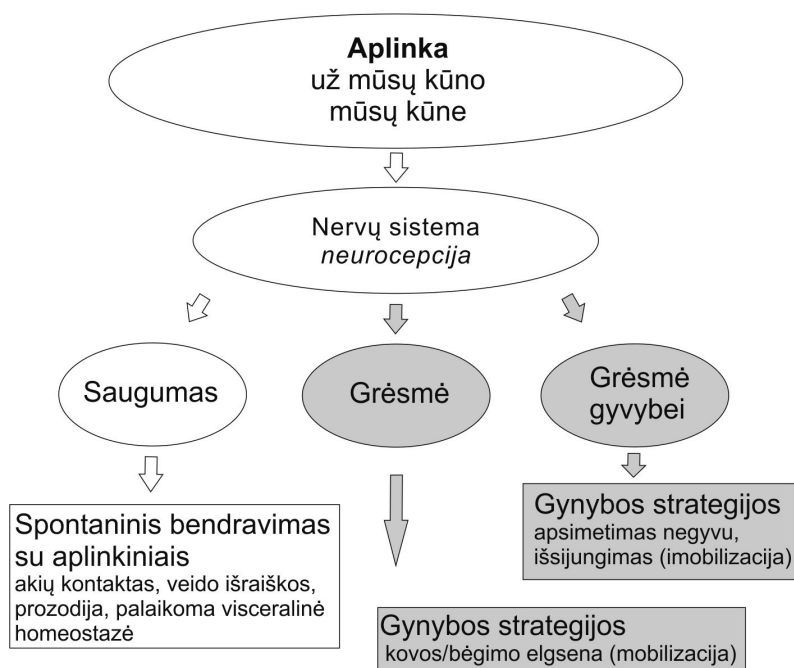 Aplinka
už mūsų kūno
mūsų kūne
Nervų sistema
neurocepcija
Saugumas
Grėsmė
Grėsmė
gyvybei
Spontaninis bendravimas
su aplinkiniais
akių kontaktas, veido išraiškos,
prozodija, palaikoma visceralinė
homeostazė
Gynybos strategijos
kovos/bėgimo elgsena (mobilizacija)
Gynybos strategijos
apsimetimas negyvu,
išsijungimas (imobilizacija)